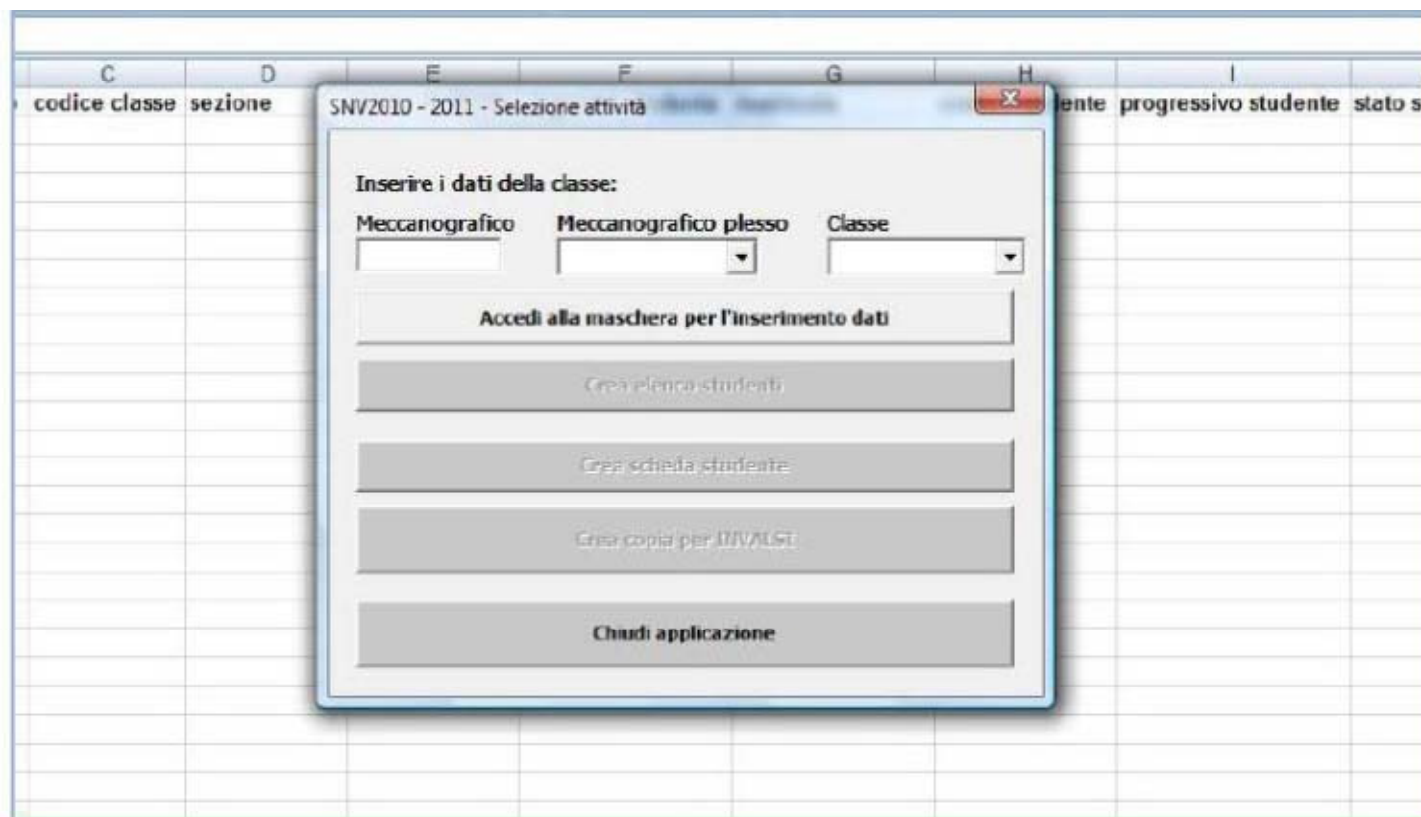 C D E F G H I
codice classe sezione dente progressivo studente stato s
SNV2010 - 2011 - Selezione attività
Inserire i dati della classe:
Meccanografico Meccanografico plesso Classe
Accedi alla maschera per l'inserimento dati
Crea elenco studenti
Crea scheda studente
Crea copia per INVALSI
Chiudi applicazione